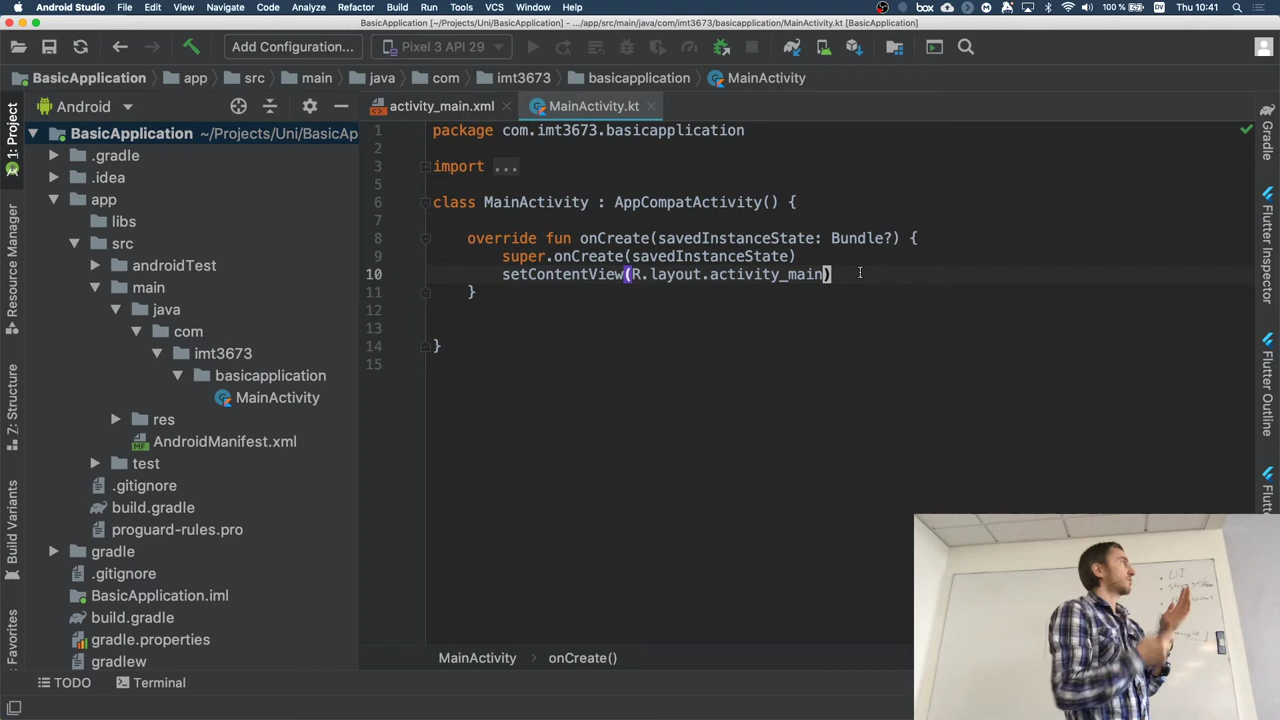 Android Studio File Edit View Navigate Code Analyze Refactor Build Run Tools VCS Window Help box 100 % DV Thu 10:41
BasicApplication [~/Projects/Uni/BasicApplication] - .../app/src/main/java/com/imt3673/basicapplication/MainActivity.kt [BasicApplication]
Add Configuration... Pixel 3 API 29
BasicApplication app src main java com imt3673 basicapplication MainActivity
Android activity_main.xml MainActivity.kt
BasicApplication ~/Projects/Uni/BasicAp
.gradle
.idea
app
libs
src
androidTest
main
java
com
imt3673
basicapplication
MainActivity
res
AndroidManifest.xml
test
.gitignore
build.gradle
proguard-rules.pro
gradle
.gitignore
BasicApplication.iml
build.gradle
gradle.properties
gradlew
1: Project
Resource Manager
Z: Structure
Build Variants
Favorites
1 package com.imt3673.basicapplication
2
3 import ...
5
6 class MainActivity : AppCompatActivity() {
7
8 override fun onCreate(savedInstanceState: Bundle?) {
9 super.onCreate(savedInstanceState)
10 setContentView(R.layout.activity_main)
11 }
12
13
14 }
15
Gradle
Flutter Inspector
Flutter Outline
UI
MainActivity › onCreate()
TODO Terminal